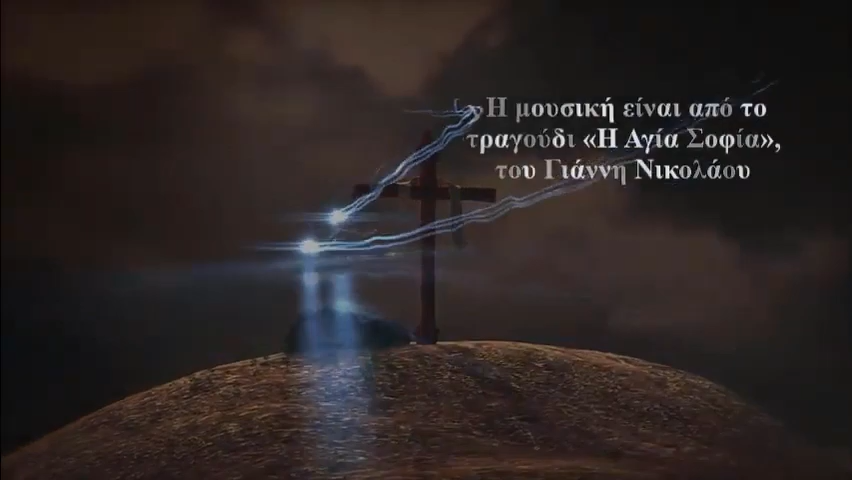 Η μουσική είναι από το
τραγούδι «Η Αγία Σοφία»,
του Γιάννη Νικολάου